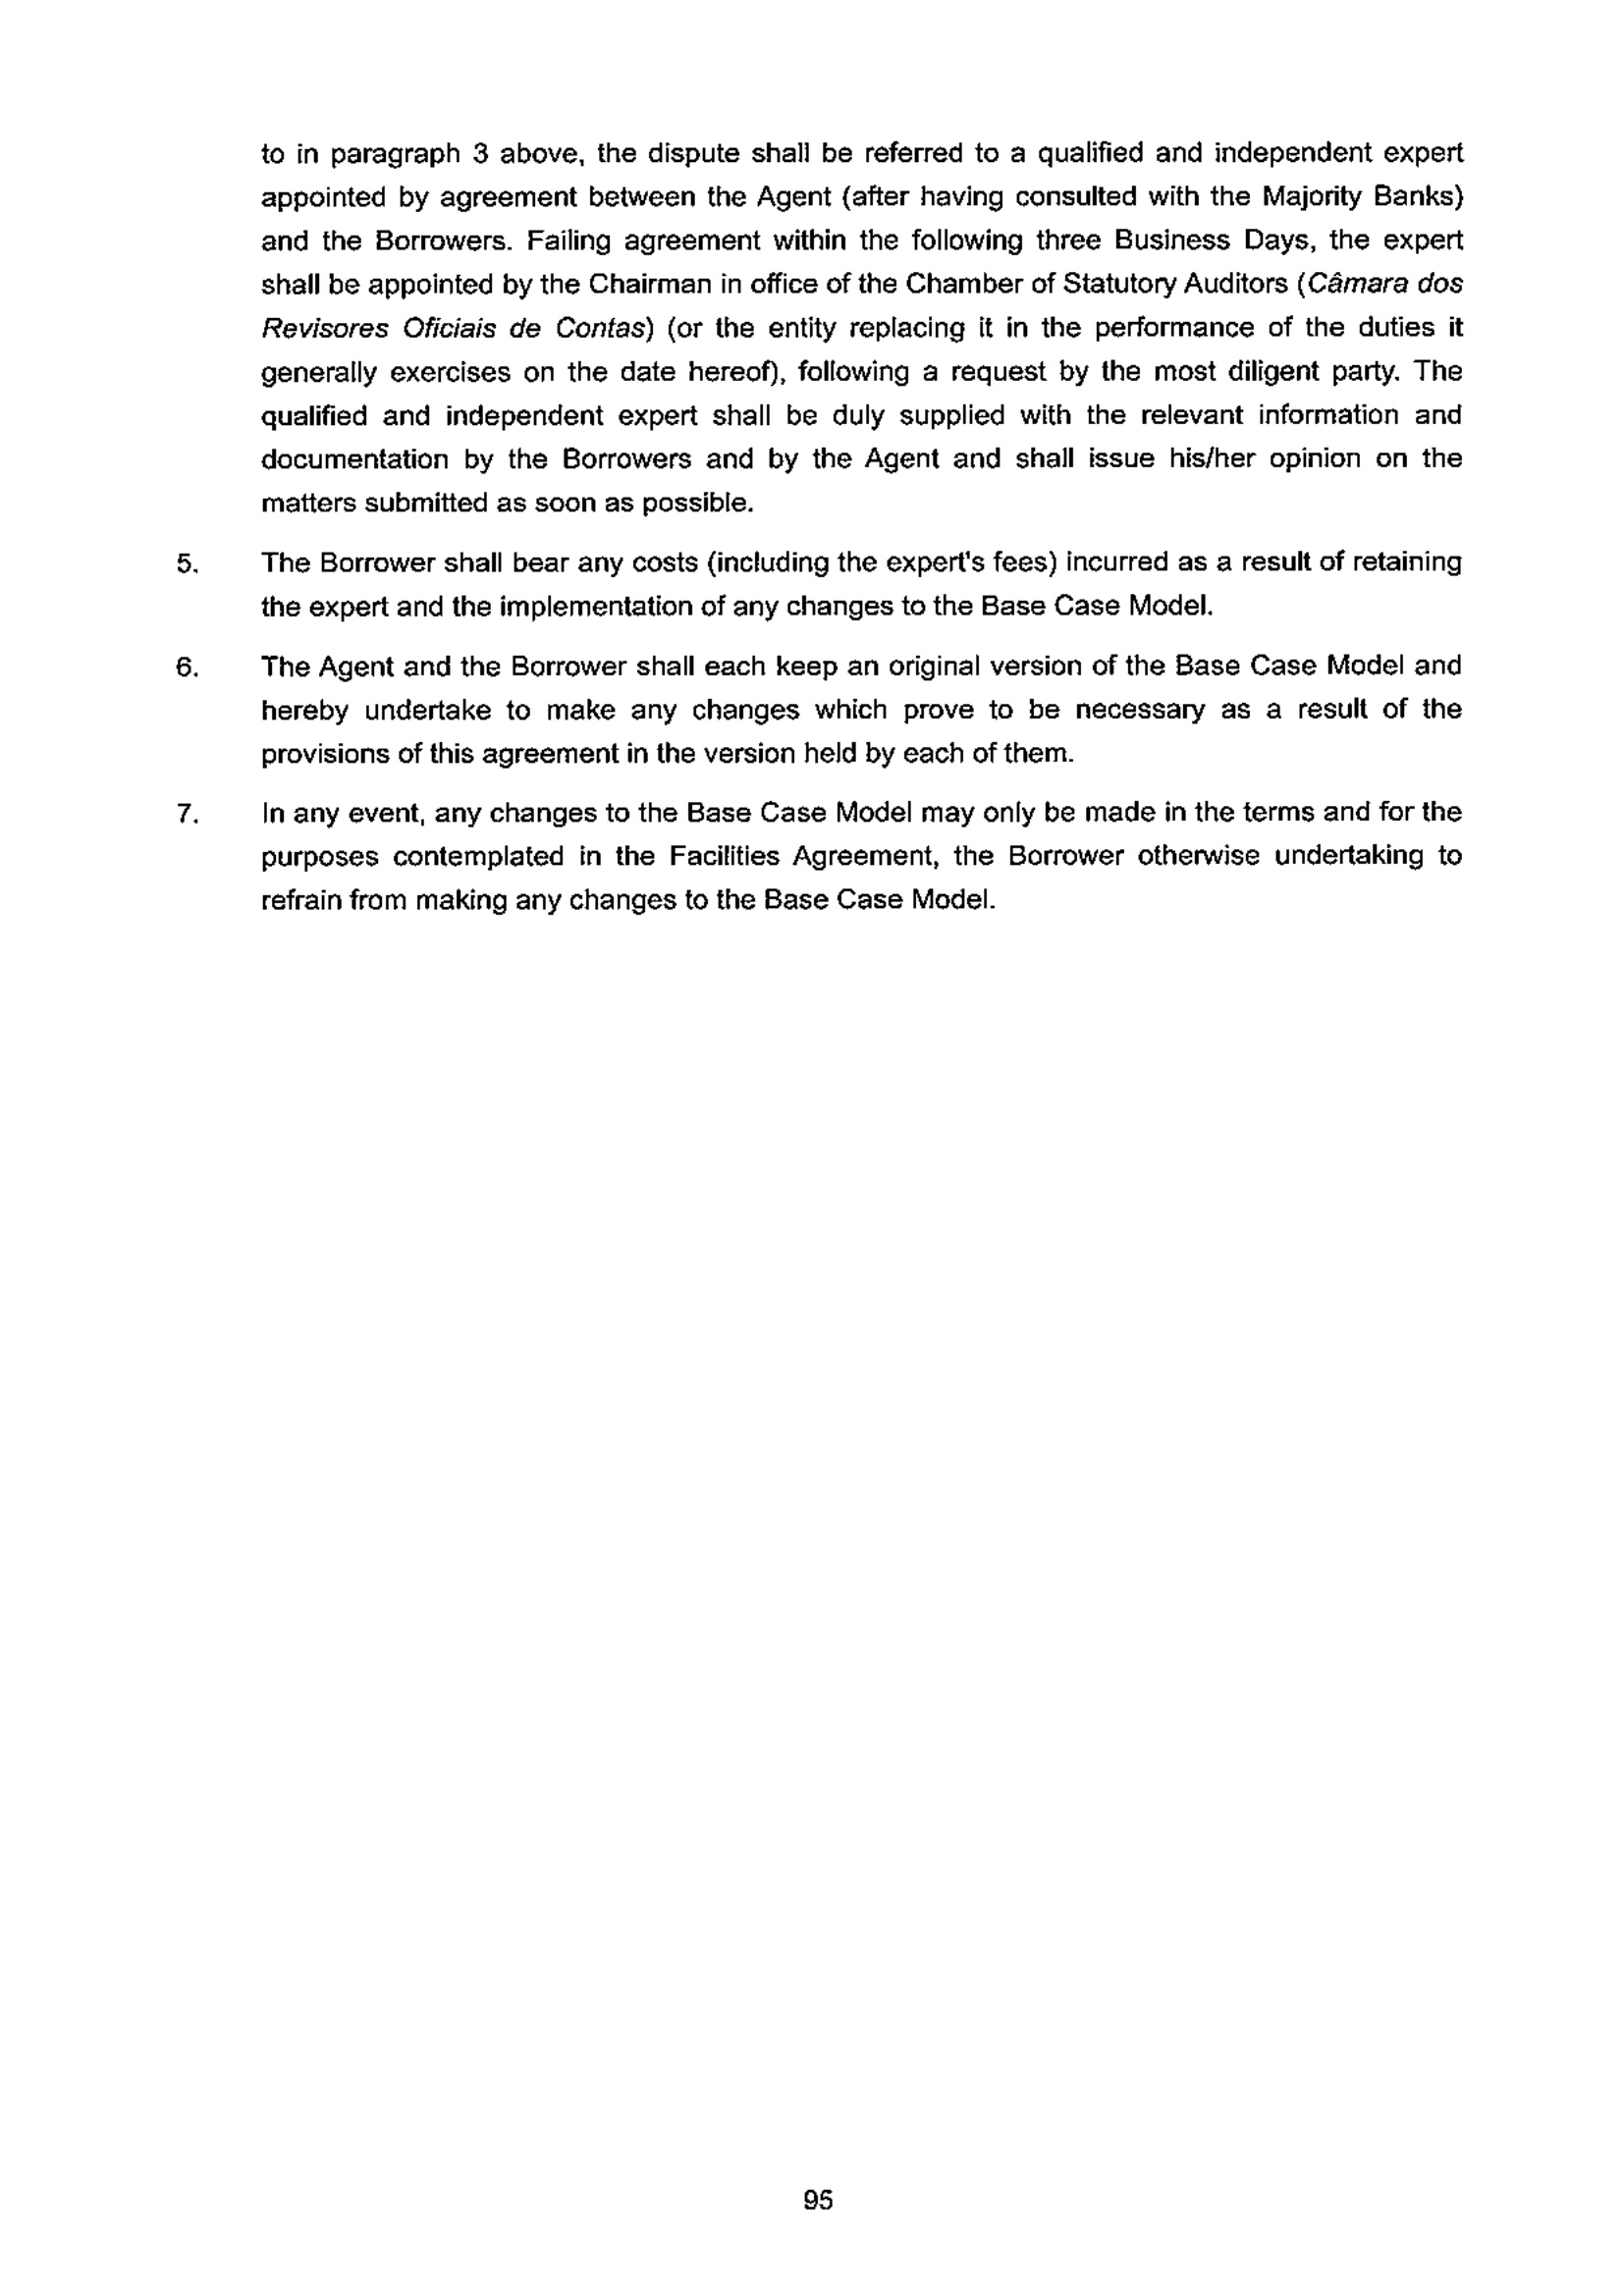 to in paragraph 3 above, the dispute shall be referred to a qualified and independent expert
appointed by agreement between the Agent (after having consulted with the Majority Banks)
and the Borrowers. Failing agreement within the following three Business Days, the expert
shall be appointed by the Chairman in office of the Chamber of Statutory Auditors (Câmara dos
Revisores Oficiais de Contas) (or the entity replacing it in the performance of the duties it
generally exercises on the date hereof), following a request by the most diligent party. The
qualified and independent expert shall be duly supplied with the relevant information and
documentation by the Borrowers and by the Agent and shall issue his/her opinion on the
matters submitted as soon as possible.
5. The Borrower shall bear any costs (including the expert's fees) incurred as a result of retaining
the expert and the implementation of any changes to the Base Case Model.
6. The Agent and the Borrower shall each keep an original version of the Base Case Model and
hereby undertake to make any changes which prove to be necessary as a result of the
provisions of this agreement in the version held by each of them.
7. In any event, any changes to the Base Case Model may only be made in the terms and for the
purposes contemplated in the Facilities Agreement, the Borrower otherwise undertaking to
refrain from making any changes to the Base Case Model.
95